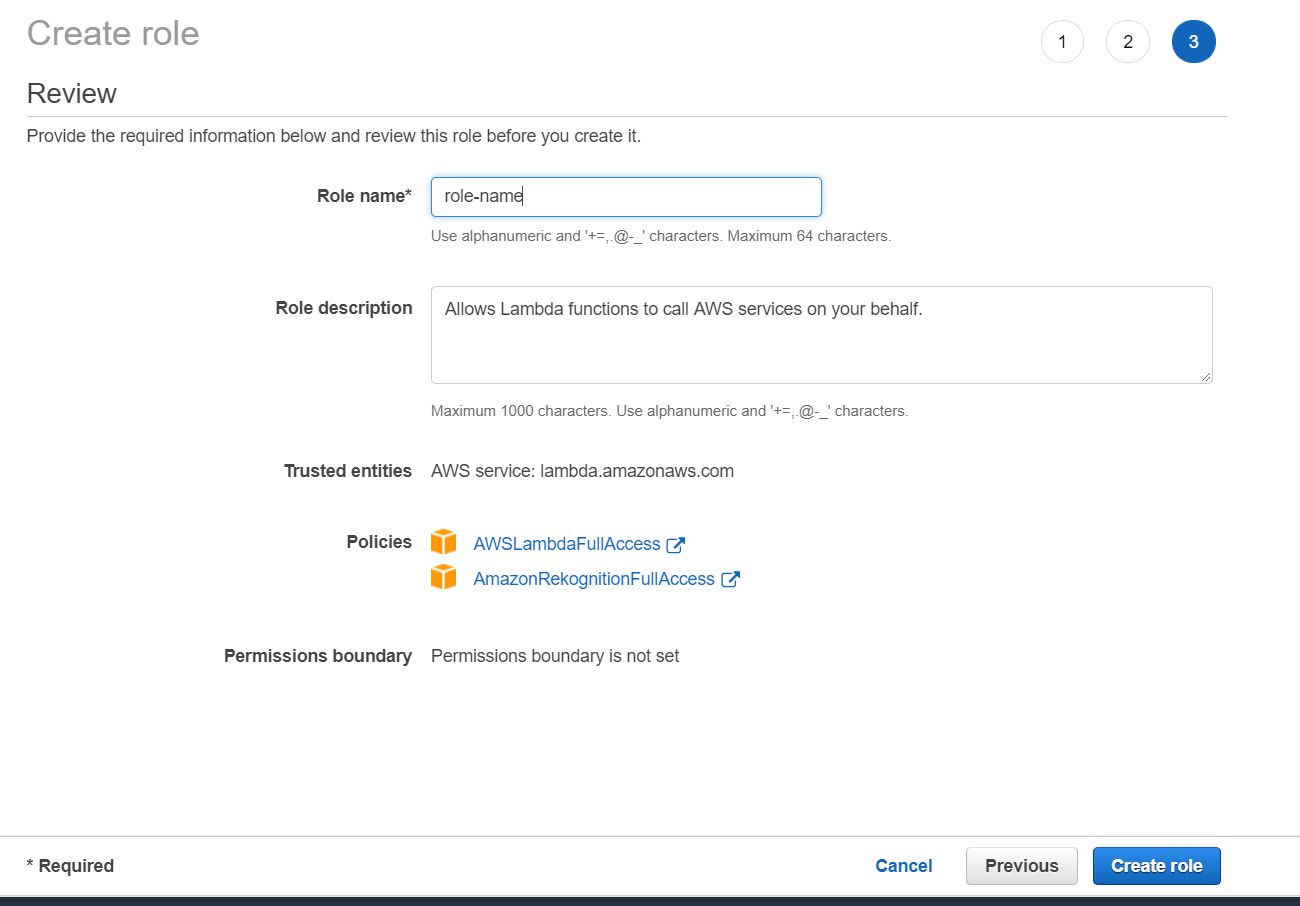 Create role
1 2 3
Review
Provide the required information below and review this role before you create it.
Role name* role-name
Use alphanumeric and '+=,.@-_' characters. Maximum 64 characters.
Role description Allows Lambda functions to call AWS services on your behalf.
Maximum 1000 characters. Use alphanumeric and '+=,.@-_' characters.
Trusted entities AWS service: lambda.amazonaws.com
Policies AWSLambdaFullAccess
AmazonRekognitionFullAccess
Permissions boundary Permissions boundary is not set
* Required Cancel Previous Create role